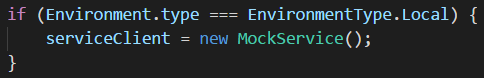 if (Environment.type === EnvironmentType.Local) {
    serviceClient = new MockService();
}